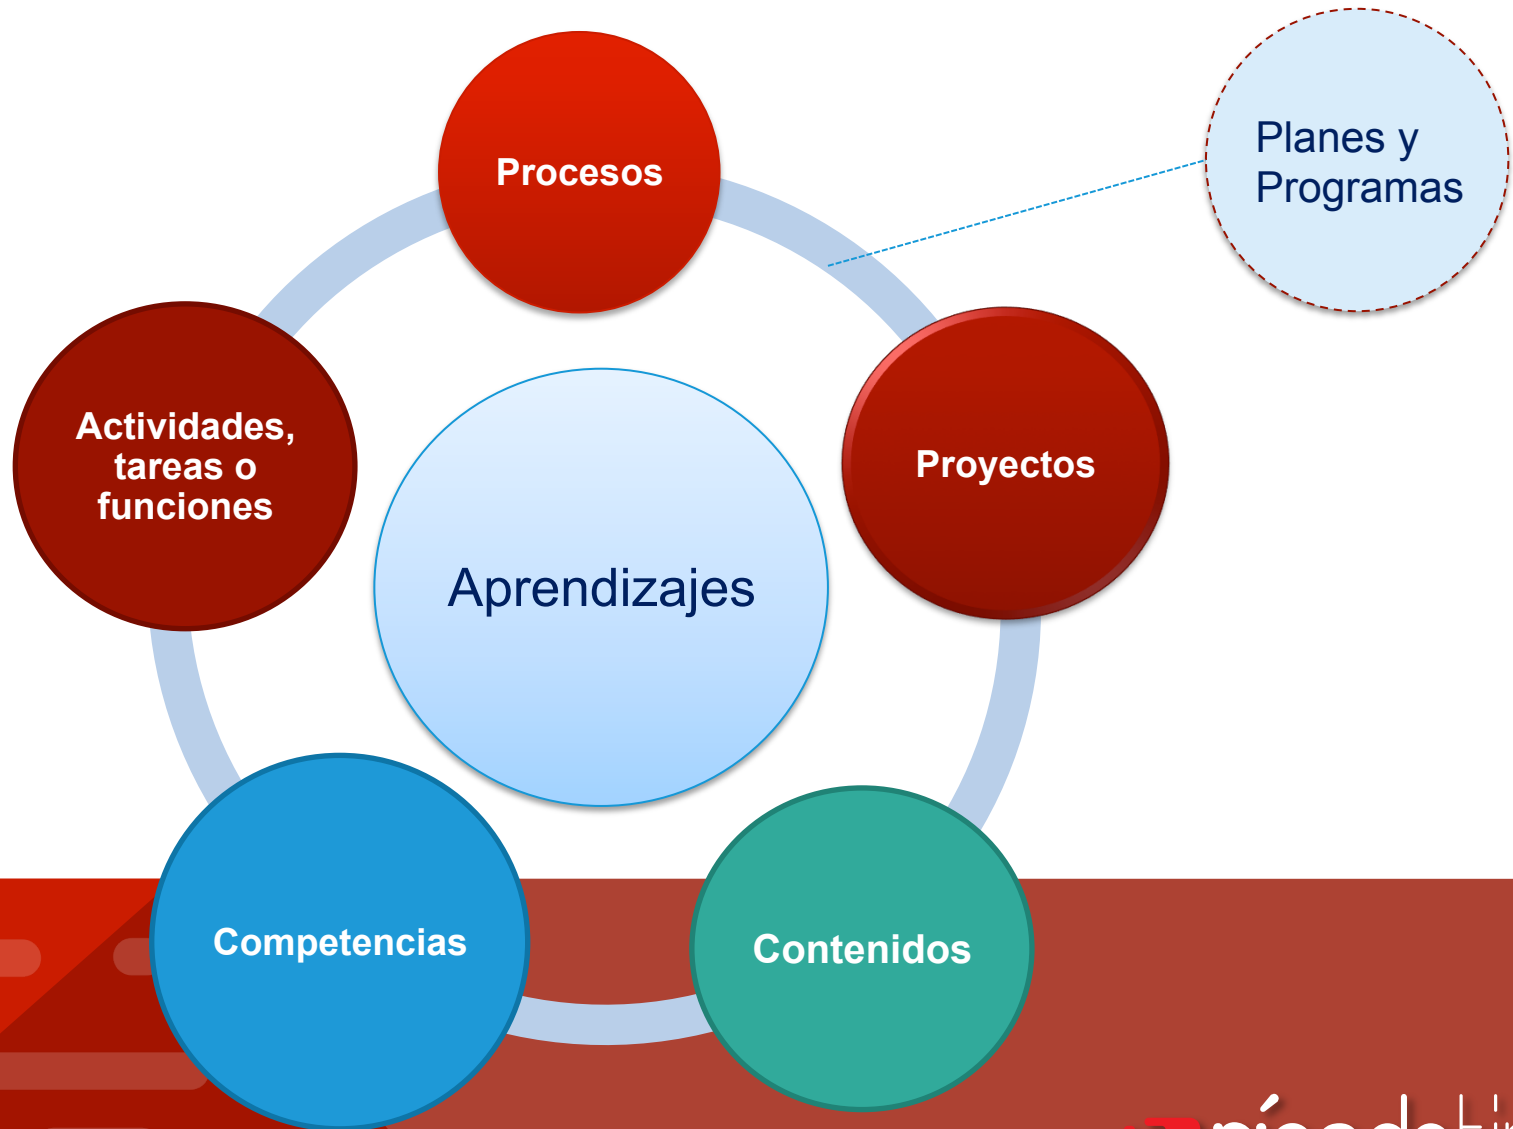 Procesos
Planes y
Programas
Actividades,
tareas o
funciones
Proyectos
Aprendizajes
Competencias
Contenidos